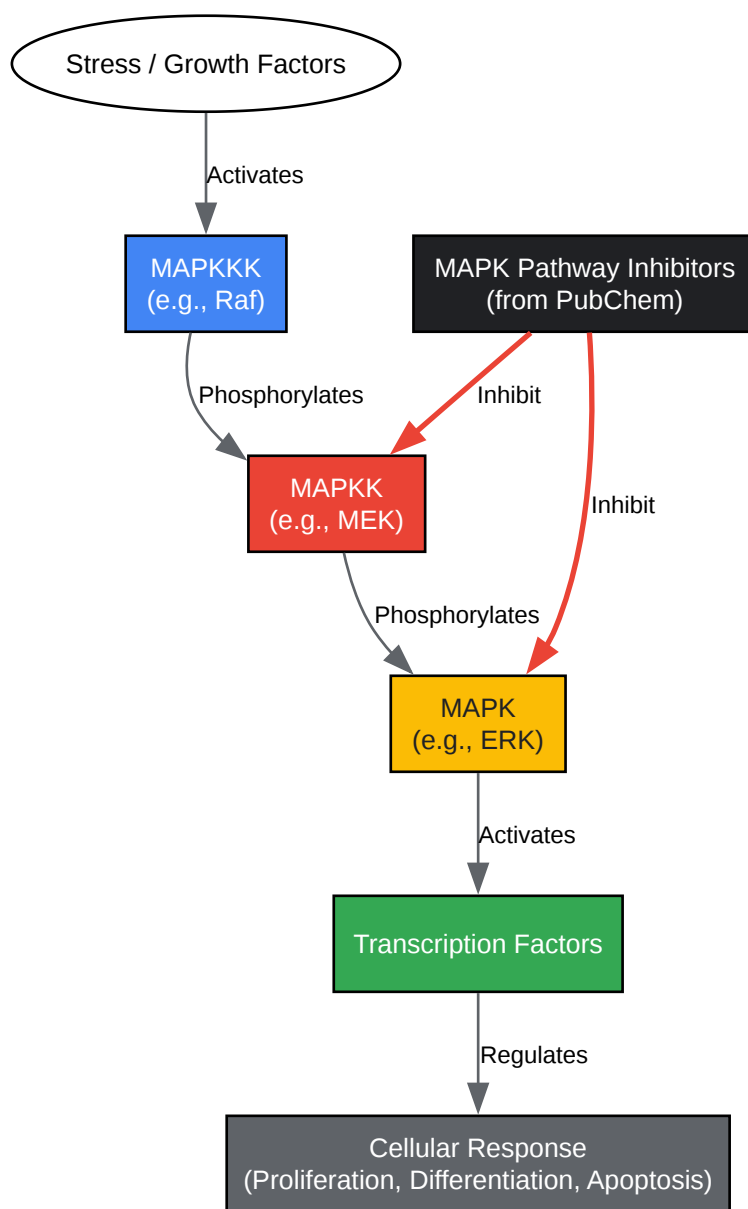 Stress / Growth Factors
Activates
MAPKKK
(e.g., Raf)
MAPK Pathway Inhibitors
(from PubChem)
Phosphorylates
Inhibit
MAPKK
(e.g., MEK)
Inhibit
Phosphorylates
MAPK
(e.g., ERK)
Activates
Transcription Factors
Regulates
Cellular Response
(Proliferation, Differentiation, Apoptosis)